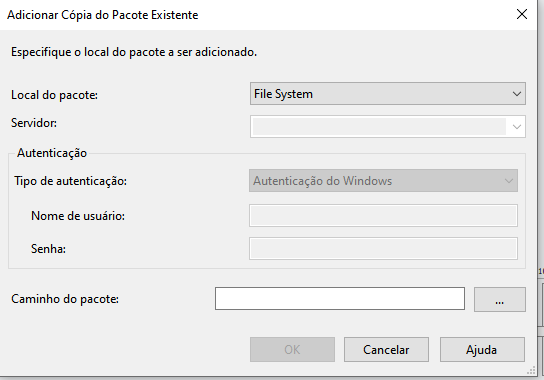 Adicionar Cópia do Pacote Existente
Especifique o local do pacote a ser adicionado.
Local do pacote: File System
Servidor:
Autenticação
Tipo de autenticação: Autenticação do Windows
Nome de usuário:
Senha:
Caminho do pacote: ...
OK Cancelar Ajuda